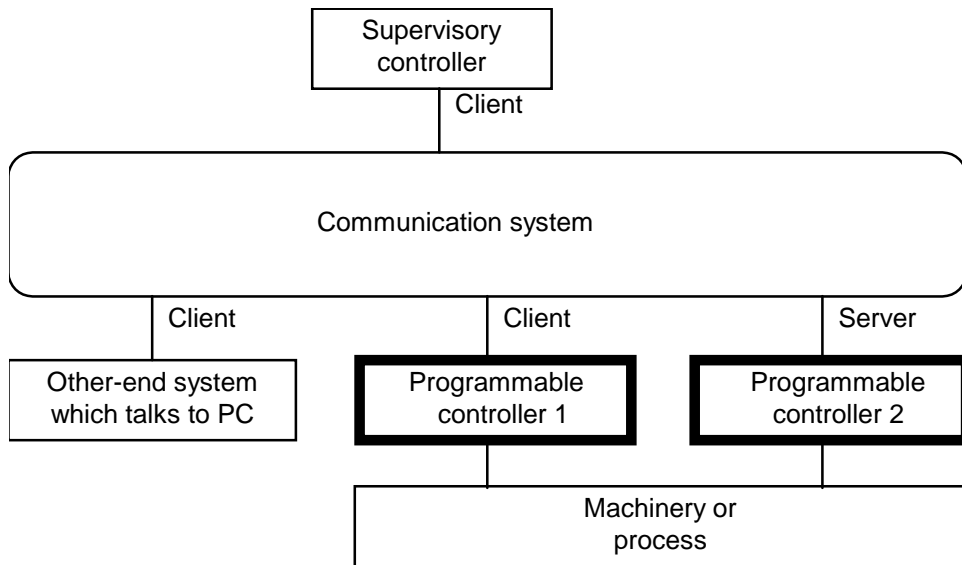 Supervisory
controller
Client
Communication system
Client
Client
Server
Other-end system
which talks to PC
Programmable
controller 1
Programmable
controller 2
Machinery or
process